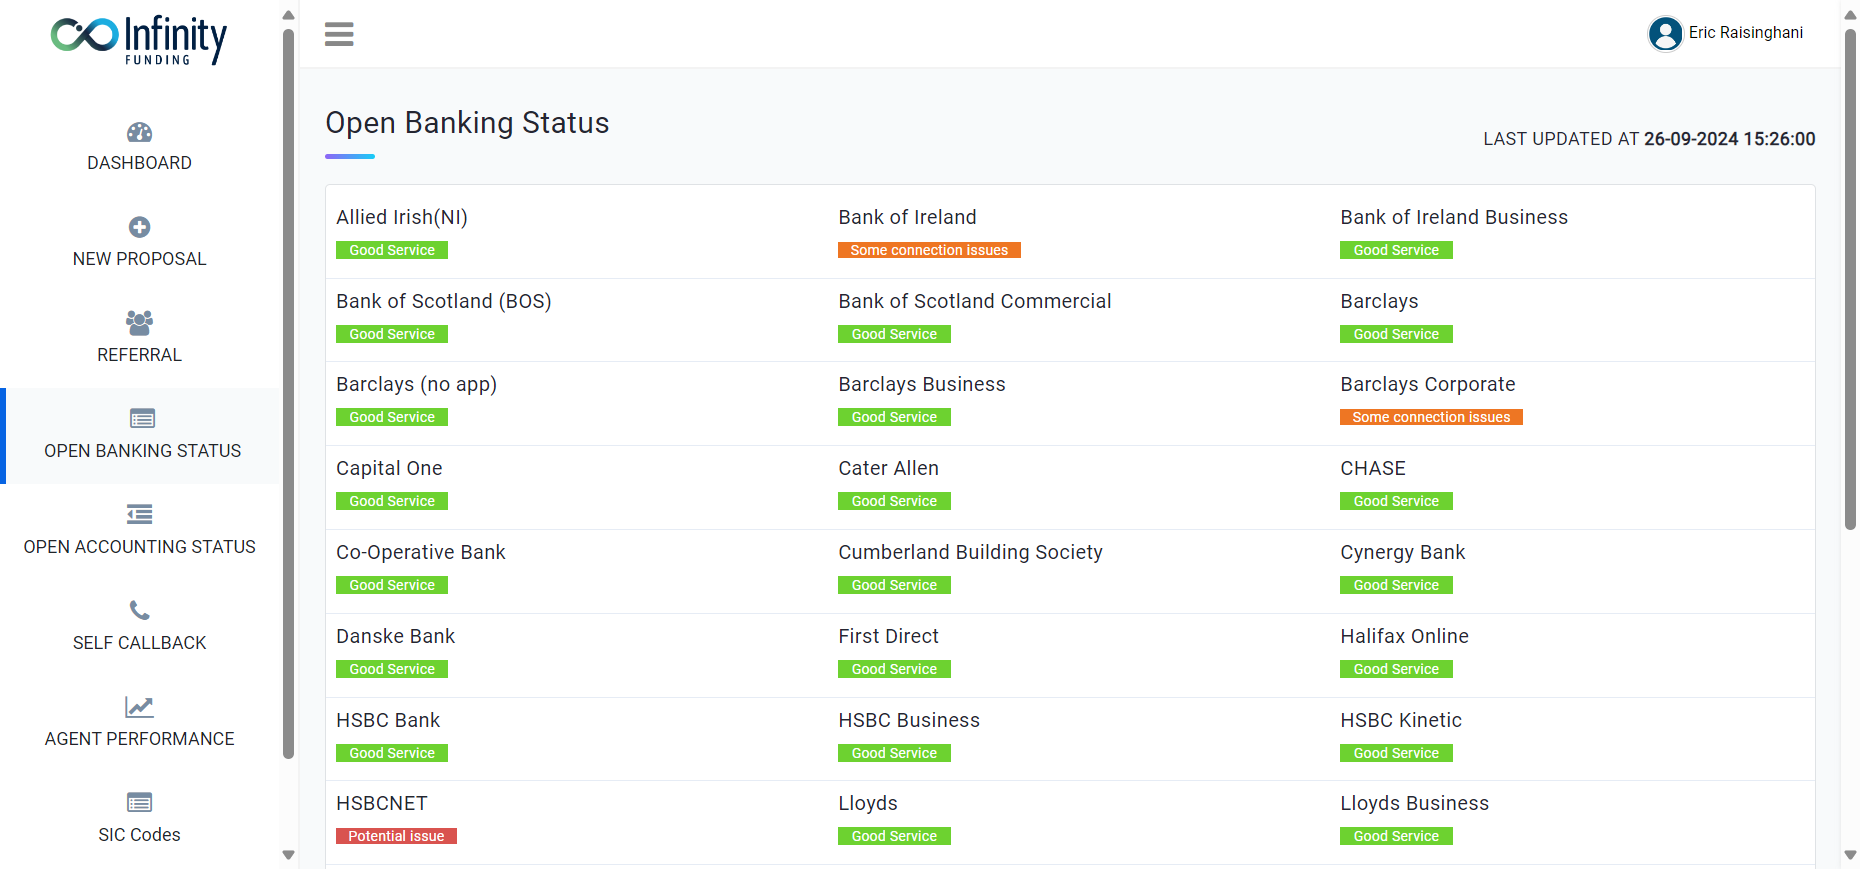 Infinity
FUNDING
Eric Raisinghani
DASHBOARD
NEW PROPOSAL
REFERRAL
OPEN BANKING STATUS
OPEN ACCOUNTING STATUS
SELF CALLBACK
AGENT PERFORMANCE
SIC Codes
Open Banking Status
LAST UPDATED AT 26-09-2024 15:26:00
Allied Irish(NI)
Good Service
Bank of Ireland
Some connection issues
Bank of Ireland Business
Good Service
Bank of Scotland (BOS)
Good Service
Bank of Scotland Commercial
Good Service
Barclays
Good Service
Barclays (no app)
Good Service
Barclays Business
Good Service
Barclays Corporate
Some connection issues
Capital One
Good Service
Cater Allen
Good Service
CHASE
Good Service
Co-Operative Bank
Good Service
Cumberland Building Society
Good Service
Cynergy Bank
Good Service
Danske Bank
Good Service
First Direct
Good Service
Halifax Online
Good Service
HSBC Bank
Good Service
HSBC Business
Good Service
HSBC Kinetic
Good Service
HSBCNET
Potential issue
Lloyds
Good Service
Lloyds Business
Good Service